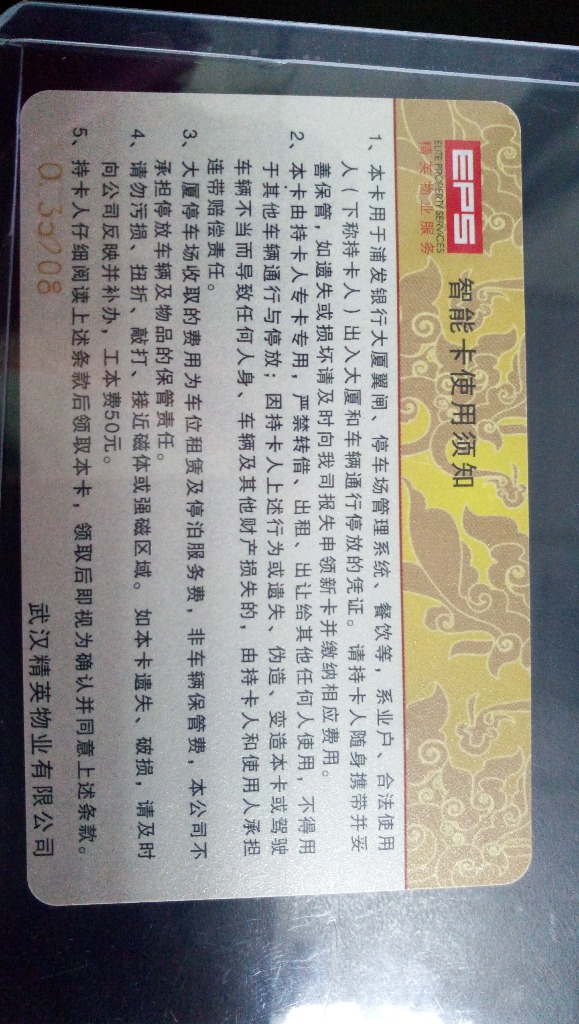 EPS
ELITE PROPERTY SERVICES
精英物业服务
智能卡使用须知
1、本卡用于浦发银行大厦翼闸、停车场管理系统、餐饮等，系业户、合法使用
人（下称持卡人）出入大厦和车辆通行停放的凭证。请持卡人随身携带并妥
善保管，如遗失或损坏请及时向我司报失申领新卡并缴纳相应费用。
2、本卡由持卡人专卡专用，严禁转借、出租、出让给其他任何人使用，不得用
于其他车辆通行与停放；因持卡人上述行为或遗失、伪造、变造本卡或驾驶
车辆不当而导致任何人身、车辆及其他财产损失的，由持卡人和使用人承担
连带赔偿责任。
3、大厦停车场收取的费用为车位租赁及停泊服务费，非车辆保管费，本公司不
承担停放车辆及物品的保管责任。
4、请勿污损、扭折、敲打、接近磁体或强磁区域。如本卡遗失、破损，请及时
向公司反映并补办，工本费50元。
5、持卡人仔细阅读上述条款后领取本卡，领取后即视为确认并同意上述条款。
武汉精英物业有限公司